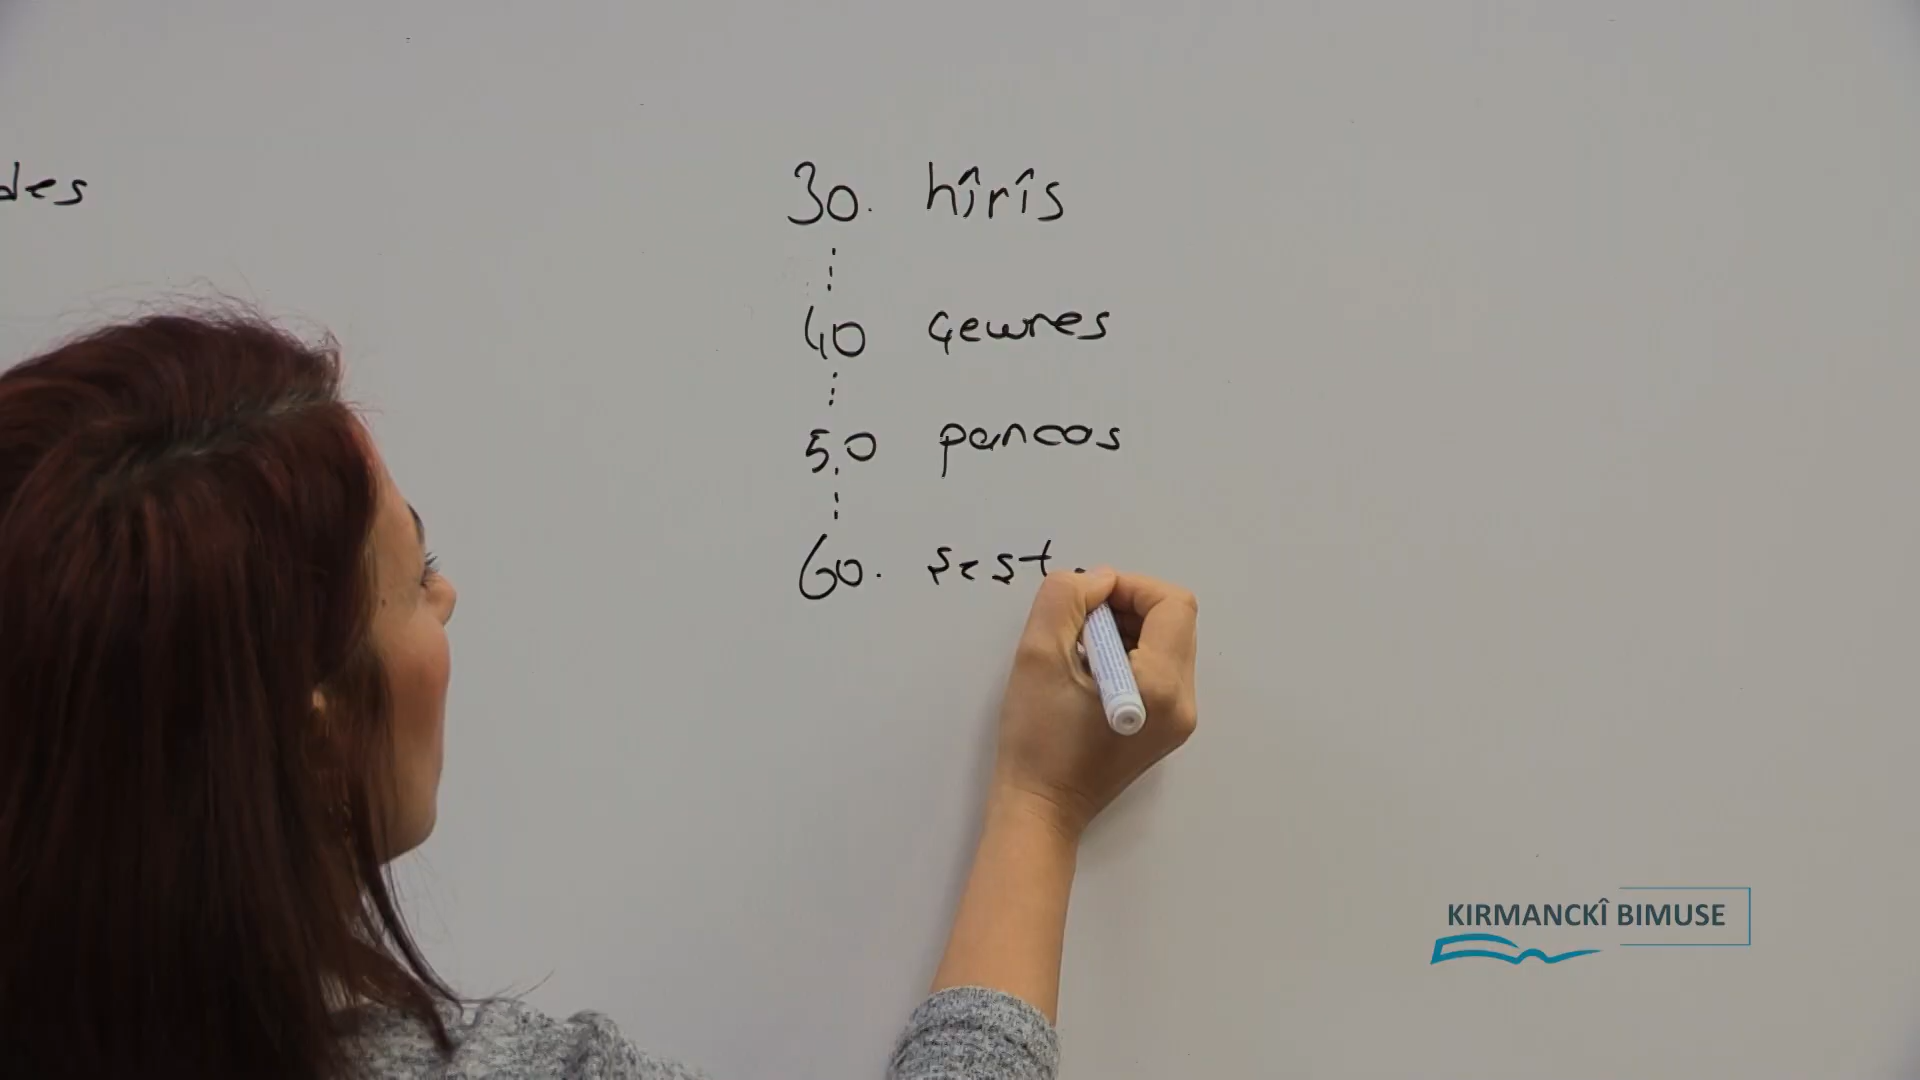 des
30. hîrîs
40 çewres
50 pancas
60. şest
KIRMANCKÎ BIMUSE